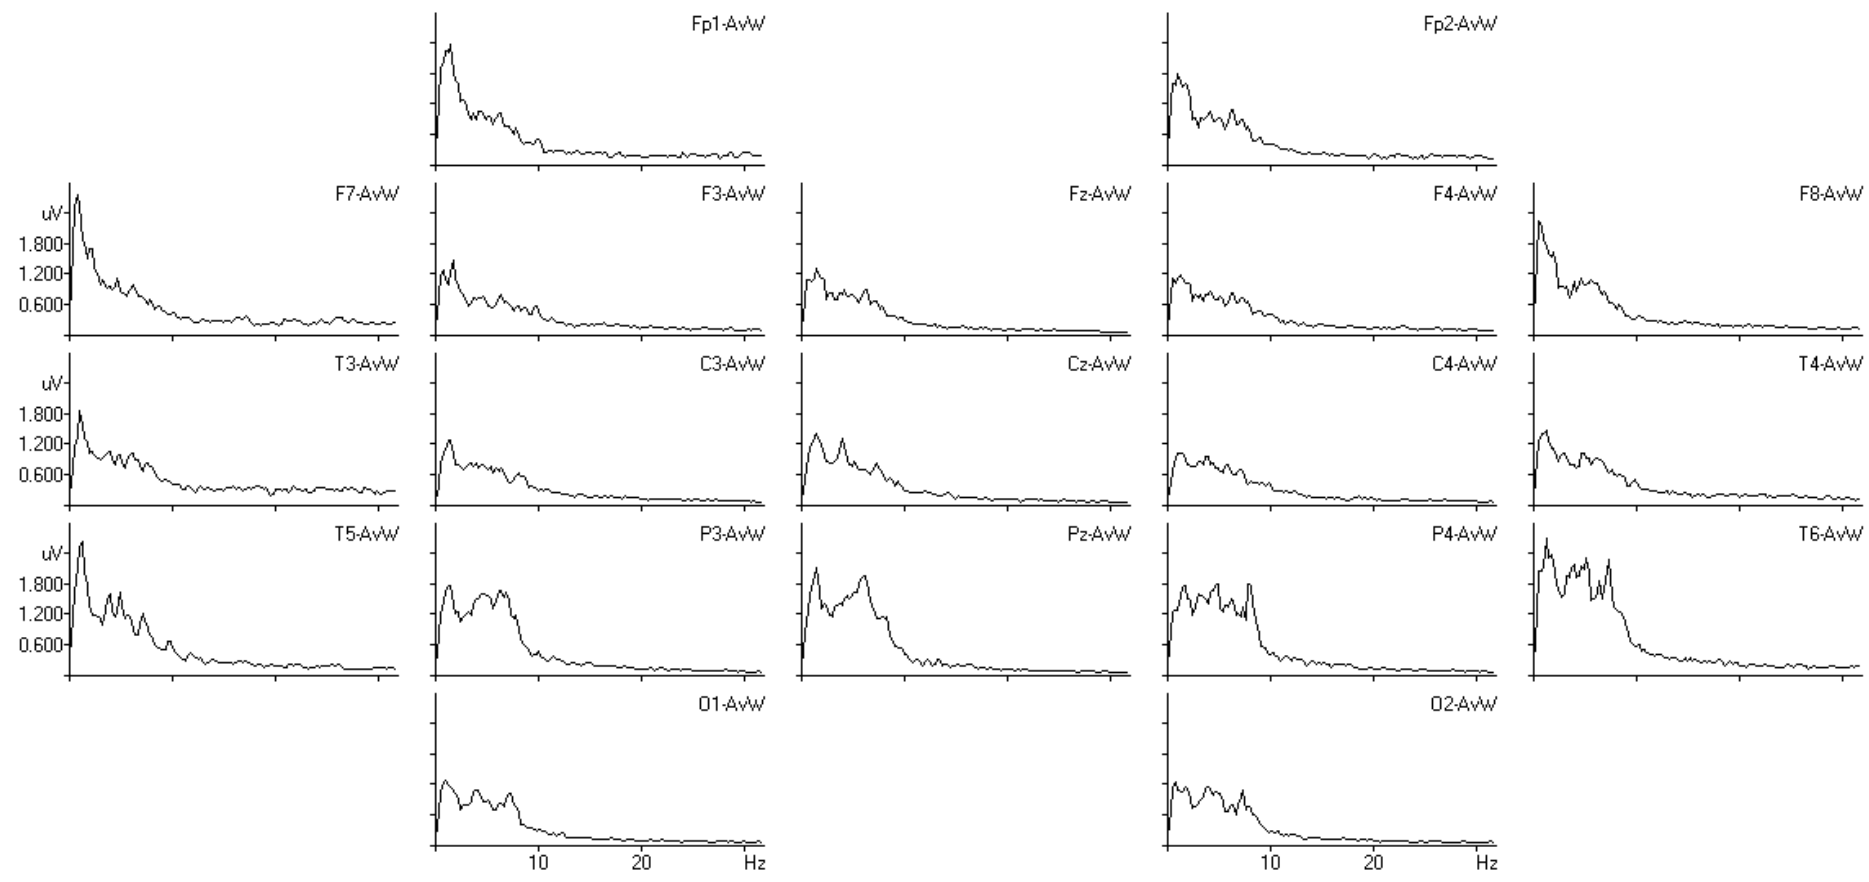 Fp1-AvW Fp2-AvW
F7-AvW F3-AvW Fz-AvW F4-AvW F8-AvW
uV
1.800
1.200
0.600
T3-AvW C3-AvW Cz-AvW C4-AvW T4-AvW
uV
1.800
1.200
0.600
T5-AvW P3-AvW Pz-AvW P4-AvW T6-AvW
uV
1.800
1.200
0.600
O1-AvW O2-AvW
10 20 Hz 10 20 Hz